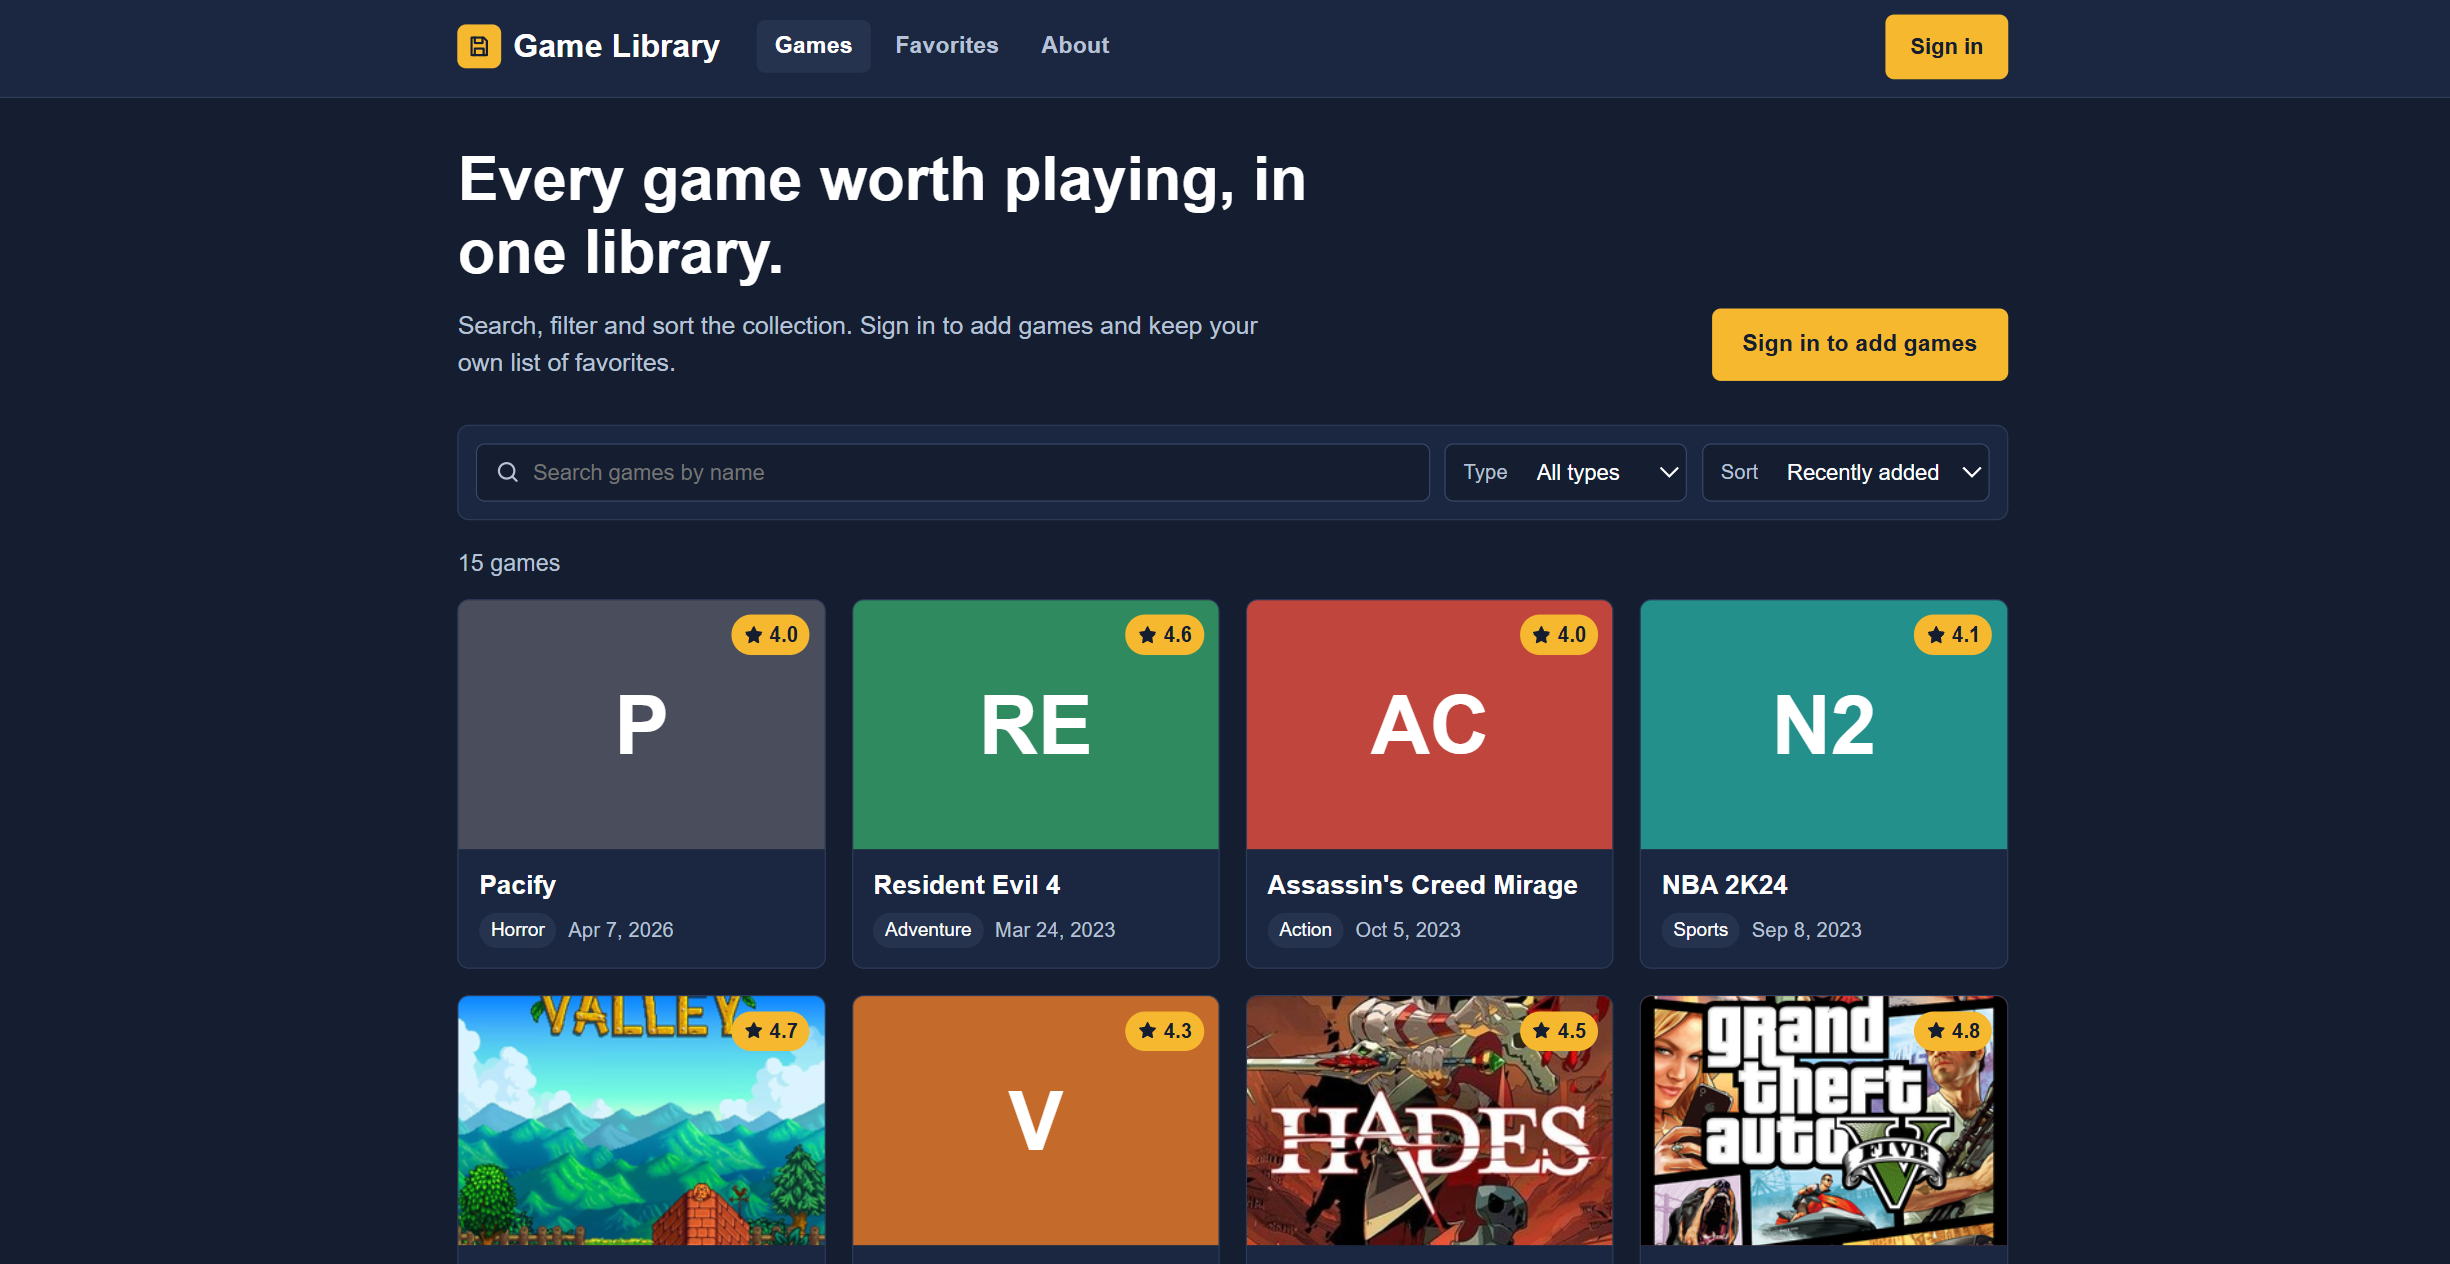 Game Library
Games
Favorites
About
Sign in
Every game worth playing, in
one library.
Search, filter and sort the collection. Sign in to add games and keep your
own list of favorites.
Sign in to add games
Search games by name
Type
All types
Sort
Recently added
15 games
4.0
P
Pacify
Horror
Apr 7, 2026
4.6
RE
Resident Evil 4
Adventure
Mar 24, 2023
4.0
AC
Assassin's Creed Mirage
Action
Oct 5, 2023
4.1
N2
NBA 2K24
Sports
Sep 8, 2023
VALLEY
4.7
4.3
V
4.5
HADES
4.8
grand
theft
auto
V
FIVE